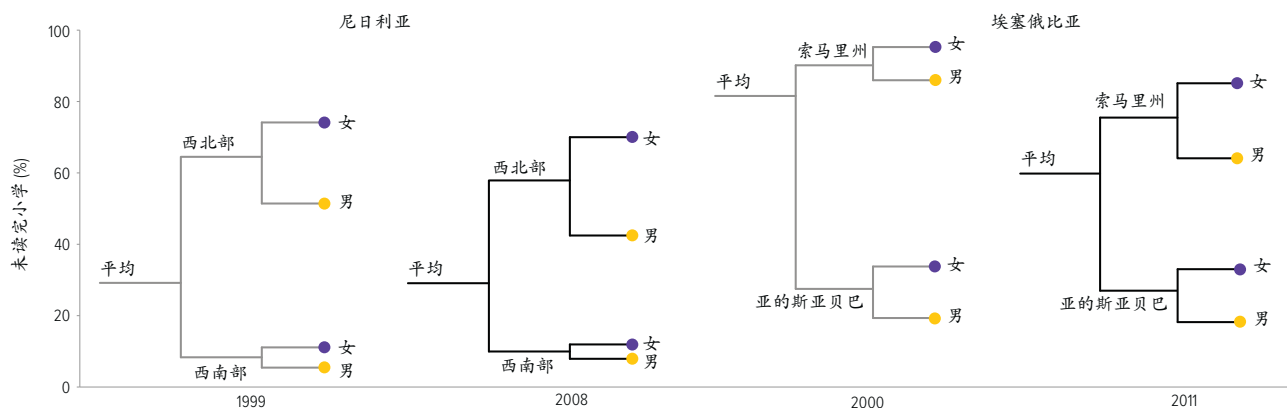 尼日利亚
埃塞俄比亚
未读完小学 (%)
100
80
60
40
20
0
平均
西北部
女
男
西南部
女
男
1999
平均
西北部
女
男
西南部
女
男
2008
平均
索马里州
女
男
亚的斯亚贝巴
女
男
2000
平均
索马里州
女
男
亚的斯亚贝巴
女
男
2011